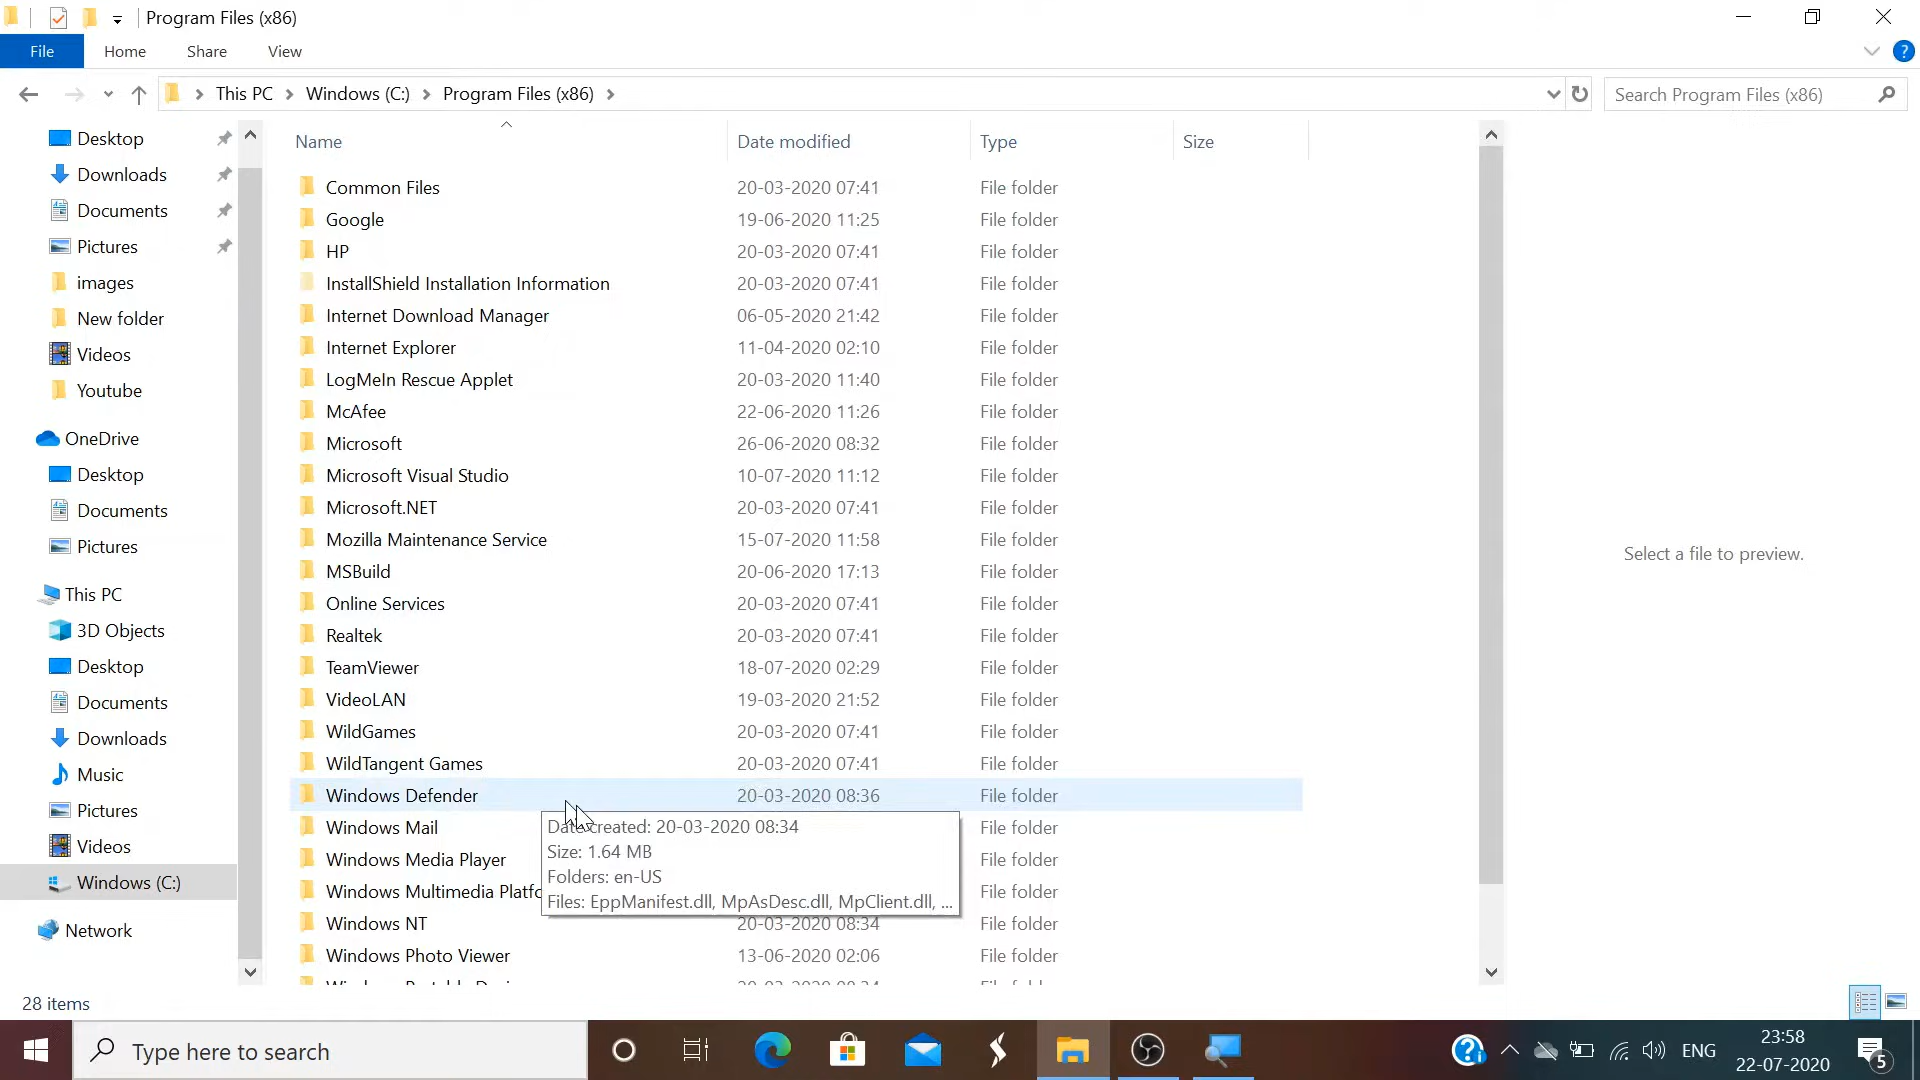 Program Files (x86)
File Home Share View
This PC Windows (C:) Program Files (x86)
Search Program Files (x86)
Desktop
Downloads
Documents
Pictures
images
New folder
Videos
Youtube
OneDrive
Desktop
Documents
Pictures
This PC
3D Objects
Desktop
Documents
Downloads
Music
Pictures
Videos
Windows (C:)
Network
Name Date modified Type Size
Common Files 20-03-2020 07:41 File folder
Google 19-06-2020 11:25 File folder
HP 20-03-2020 07:41 File folder
InstallShield Installation Information 20-03-2020 07:41 File folder
Internet Download Manager 06-05-2020 21:42 File folder
Internet Explorer 11-04-2020 02:10 File folder
LogMeIn Rescue Applet 20-03-2020 11:40 File folder
McAfee 22-06-2020 11:26 File folder
Microsoft 26-06-2020 08:32 File folder
Microsoft Visual Studio 10-07-2020 11:12 File folder
Microsoft.NET 20-03-2020 07:41 File folder
Mozilla Maintenance Service 15-07-2020 11:58 File folder
MSBuild 20-06-2020 17:13 File folder
Online Services 20-03-2020 07:41 File folder
Realtek 20-03-2020 07:41 File folder
TeamViewer 18-07-2020 02:29 File folder
VideoLAN 19-03-2020 21:52 File folder
WildGames 20-03-2020 07:41 File folder
WildTangent Games 20-03-2020 07:41 File folder
Windows Defender 20-03-2020 08:36 File folder
Windows Mail File folder
Windows Media Player File folder
Windows Multimedia Platfo File folder
Windows NT 20-03-2020 08:34 File folder
Windows Photo Viewer 13-06-2020 02:06 File folder
Date created: 20-03-2020 08:34
Size: 1.64 MB
Folders: en-US
Files: EppManifest.dll, MpAsDesc.dll, MpClient.dll, ...
Select a file to preview.
28 items
Type here to search
ENG
23:58
22-07-2020
5